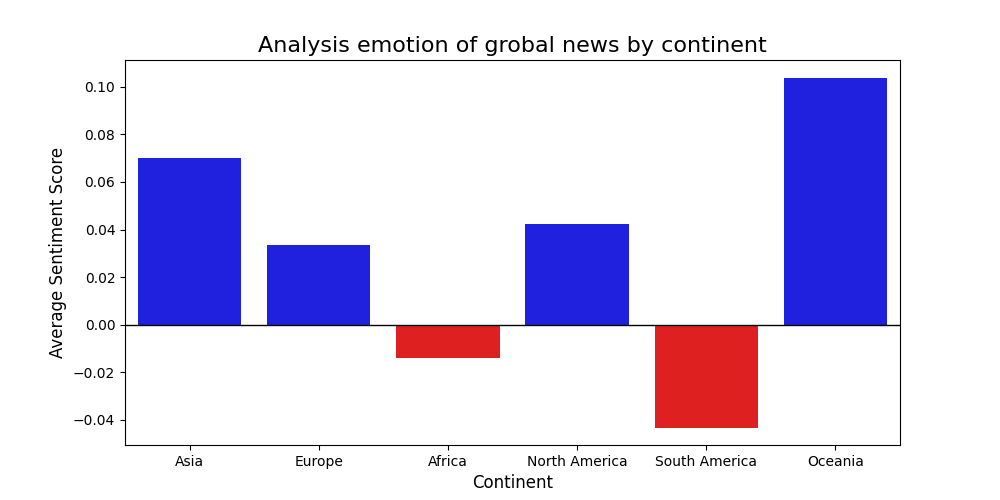 Analysis emotion of grobal news by continent
Average Sentiment Score
0.10
0.08
0.06
0.04
0.02
0.00
−0.02
−0.04
Asia Europe Africa North America South America Oceania
Continent